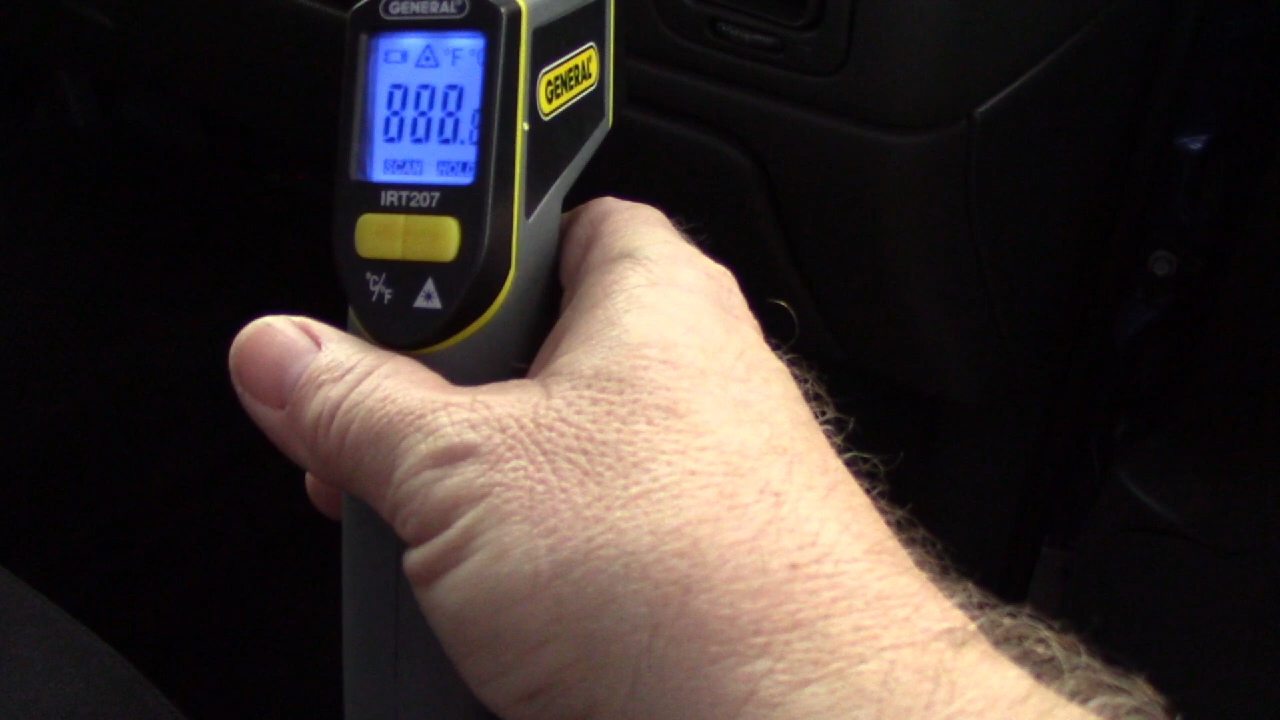 GENERAL®
°F °C
888.8
SCAN HOLD
IRT207
°C/°F
GENERAL®